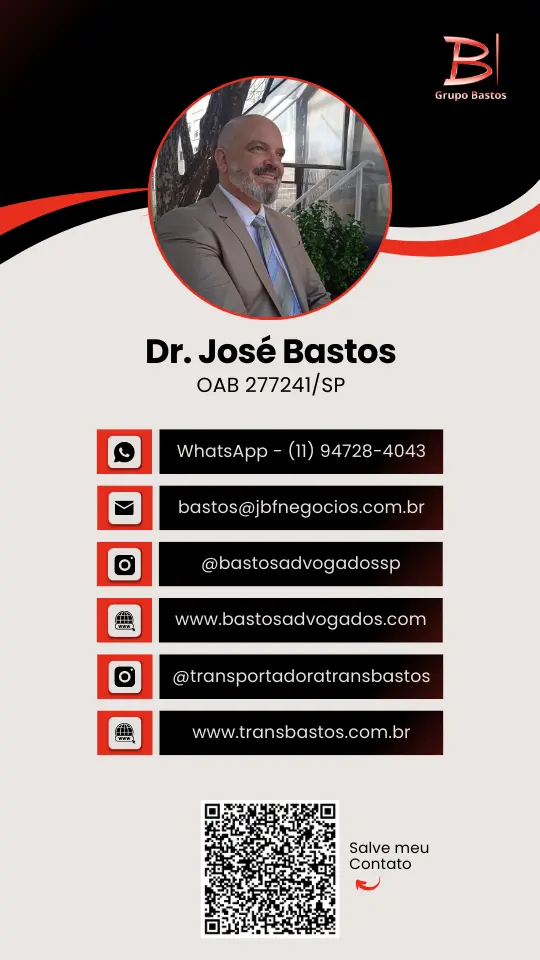 Grupo Bastos
Dr. José Bastos
OAB 277241/SP
WhatsApp - (11) 94728-4043
bastos@jbfnegocios.com.br
@bastosadvogadossp
www.bastosadvogados.com
@transportadoratransbastos
www.transbastos.com.br
Salve meu
Contato